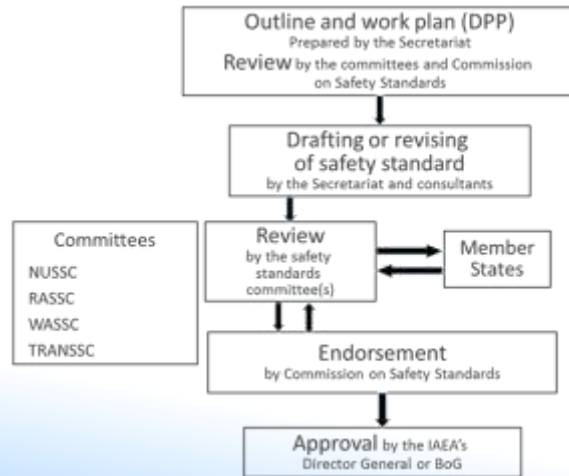 Outline and work plan (DPP)
Prepared by the Secretariat
Review by the committees and Commission
on Safety Standards
Drafting or revising
of safety standard
by the Secretariat and consultants
Committees
NUSSC
RASSC
WASSC
TRANSSC
Review
by the safety
standards
committee(s)
Member
States
Endorsement
by Commission on Safety Standards
Approval by the IAEA's
Director General or BoG